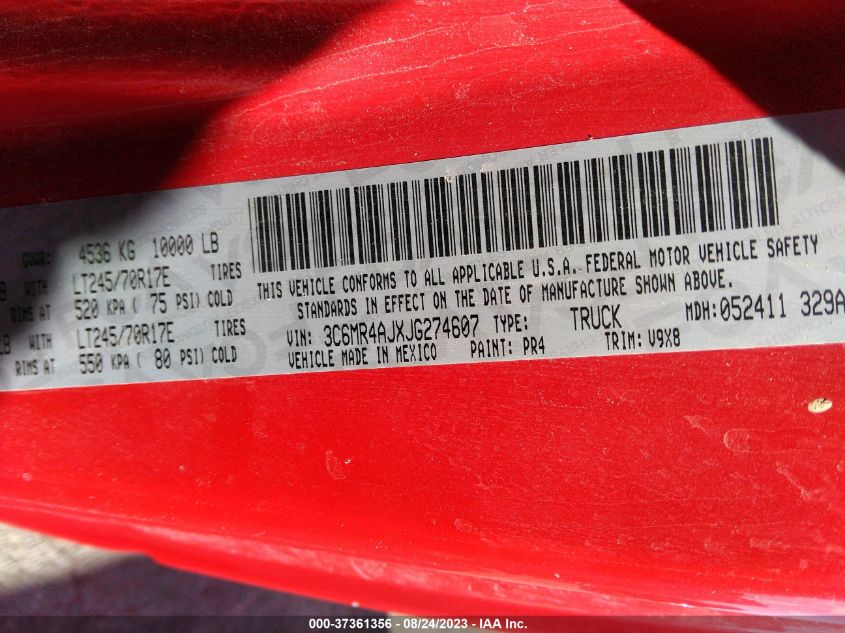 GVWR: 4536 KG 10000 LB
WITH LT245/70R17E TIRES
RIMS AT 520 KPA ( 75 PSI) COLD
LB WITH LT245/70R17E TIRES
RIMS AT 550 KPA ( 80 PSI) COLD
THIS VEHICLE CONFORMS TO ALL APPLICABLE U.S.A. FEDERAL MOTOR VEHICLE SAFETY
STANDARDS IN EFFECT ON THE DATE OF MANUFACTURE SHOWN ABOVE.
VIN: 3C6MR4AJXJG274607 TYPE: TRUCK MDH: 052411 329A
VEHICLE MADE IN MEXICO PAINT: PR4 TRIM: V9X8
000-37361356 - 08/24/2023 - IAA Inc.